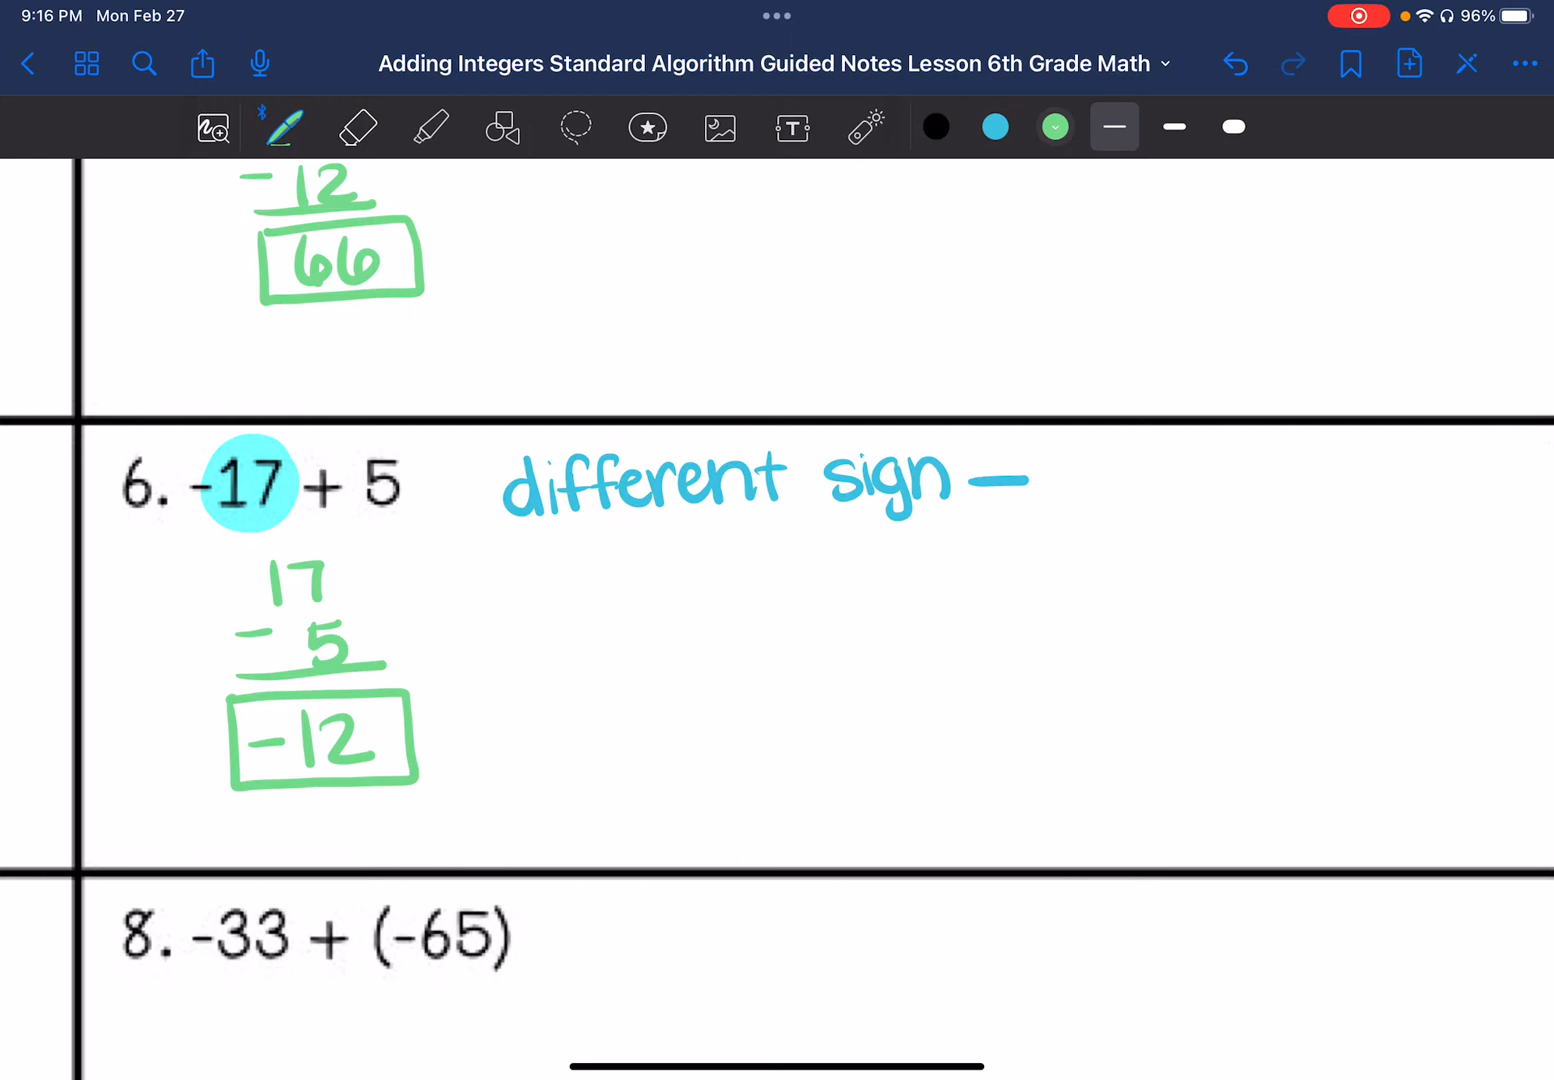 9:16 PM Mon Feb 27
96%
Adding Integers Standard Algorithm Guided Notes Lesson 6th Grade Math
- 12
66
6. -17 + 5 different sign —
17
- 5
-12
8. -33 + (-65)